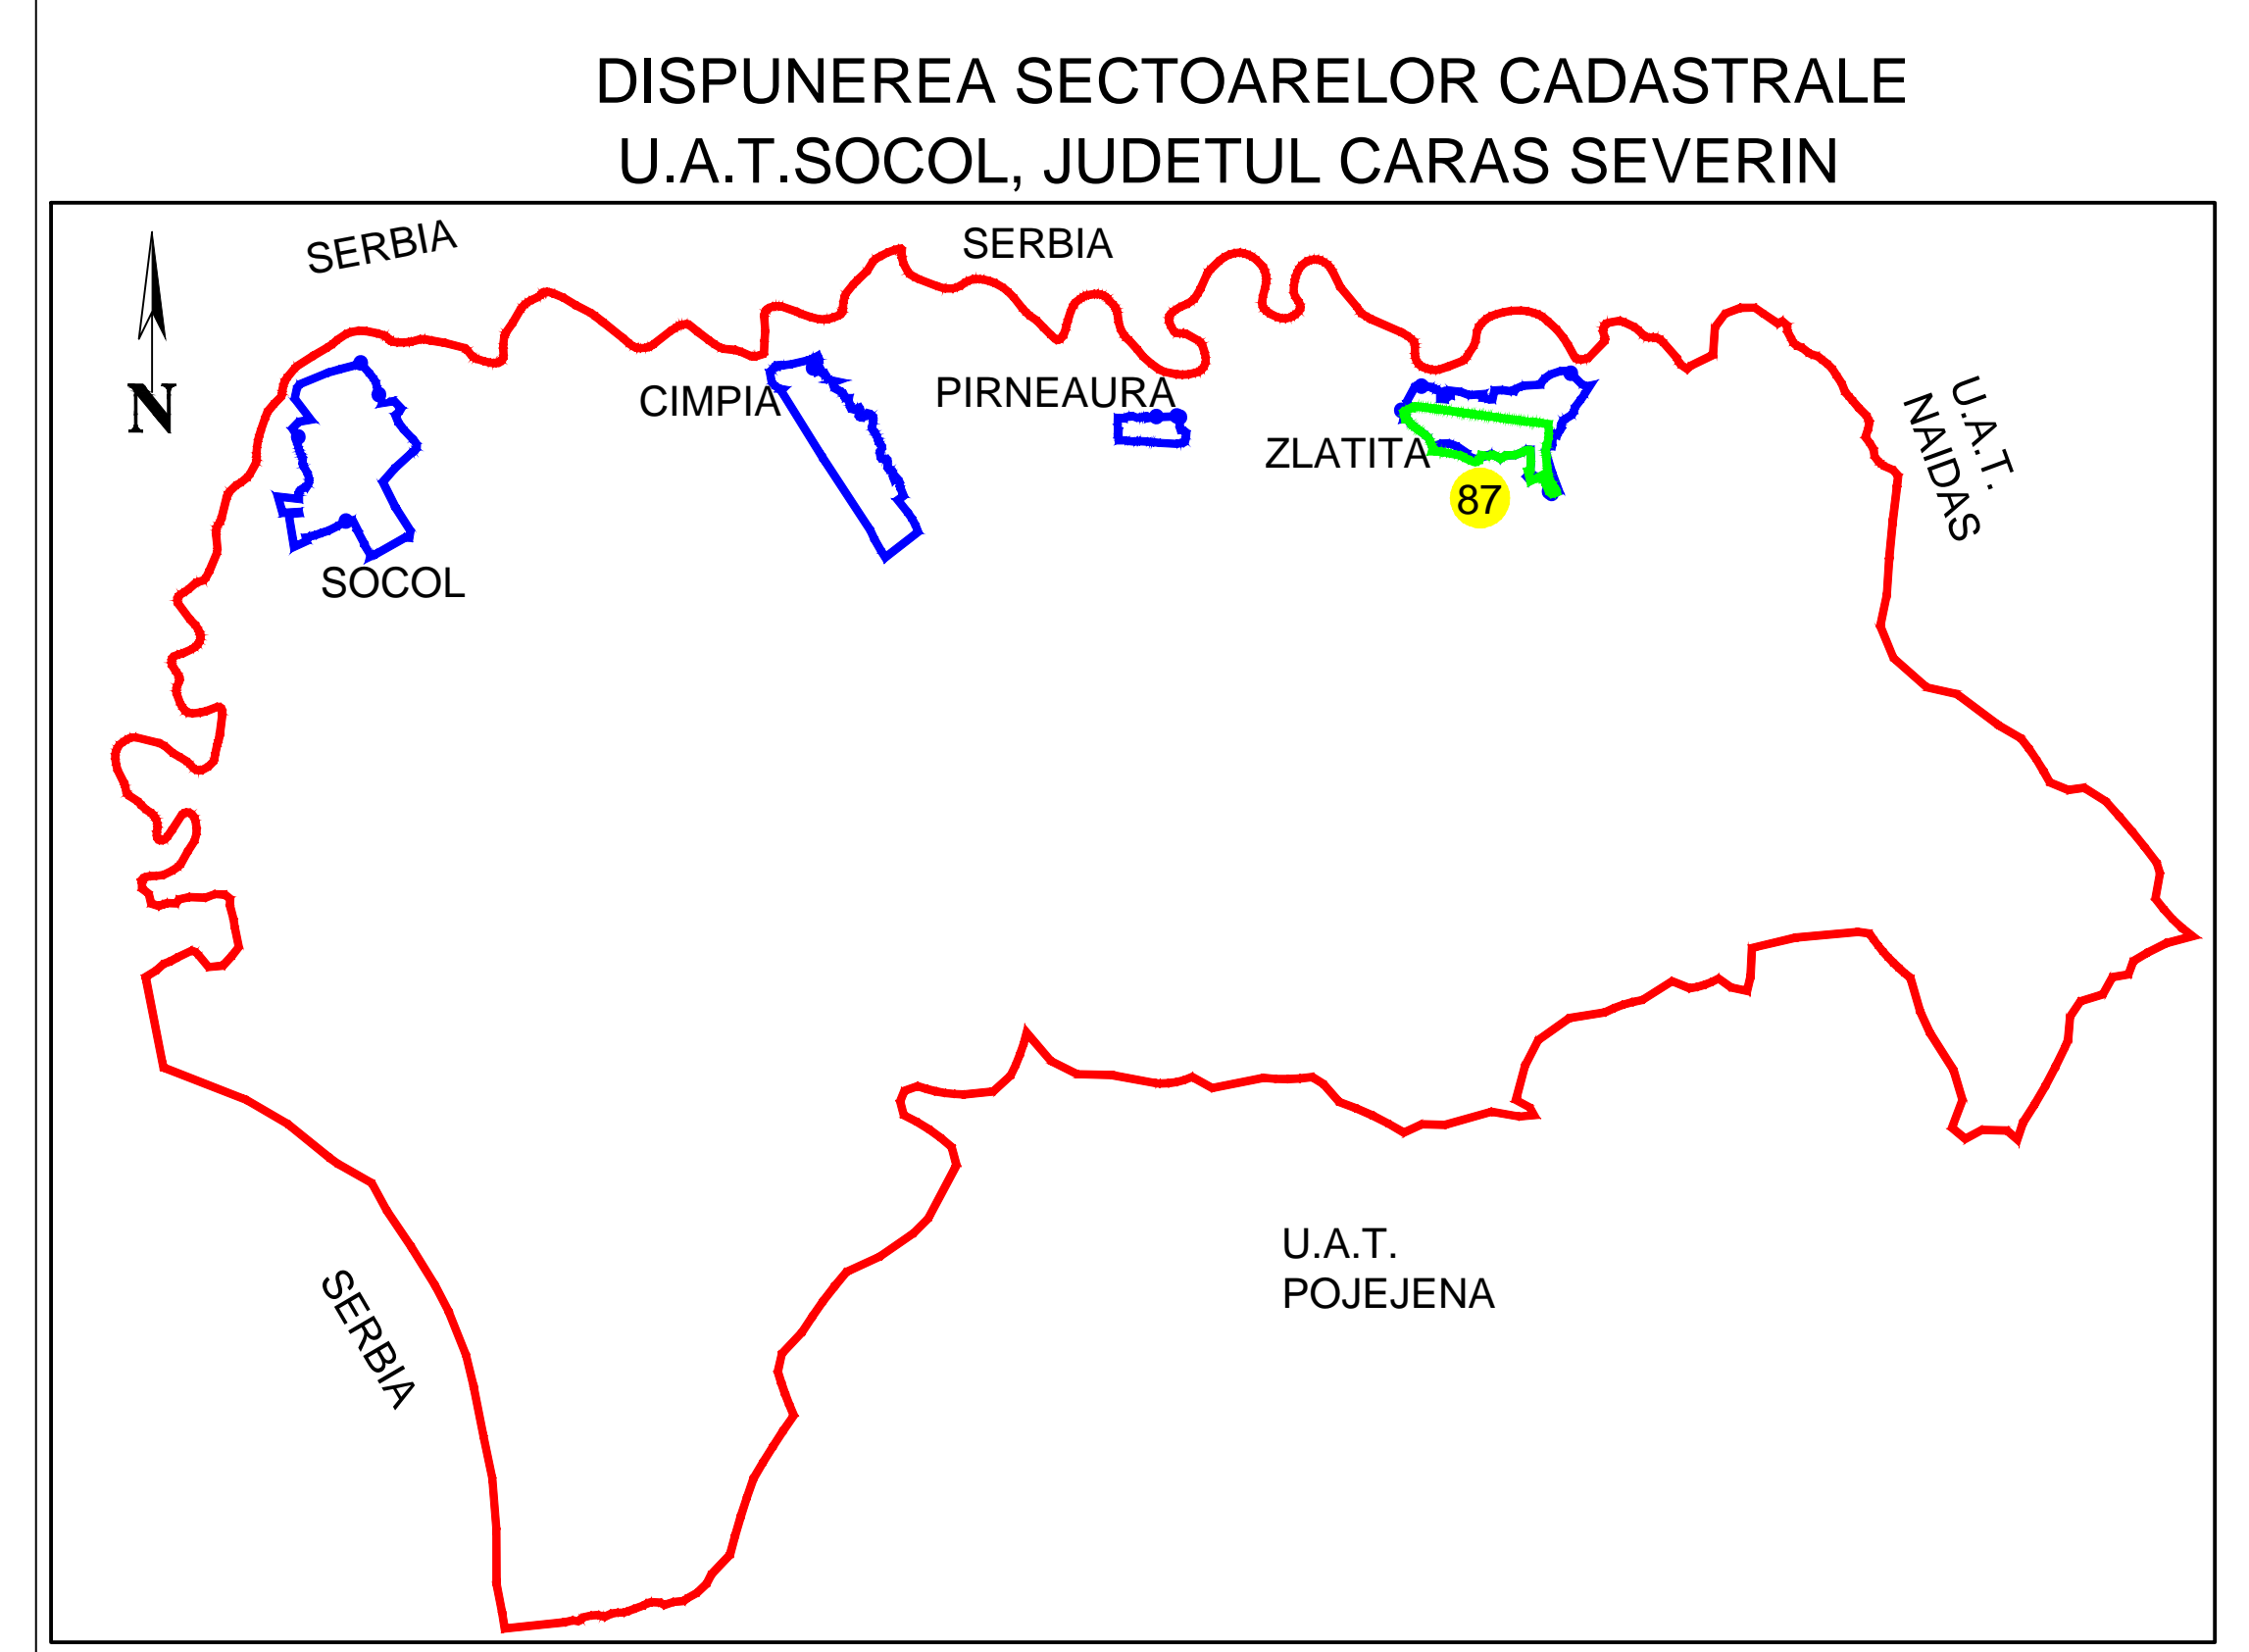 DISPUNEREA SECTOARELOR CADASTRALE
U.A.T.SOCOL, JUDETUL CARAS SEVERIN
SERBIA
SERBIA
N
CIMPIA
PIRNEAURA
ZLATITA
87
U.A.T.
NAIDAS
SOCOL
U.A.T.
POJEJENA
SERBIA